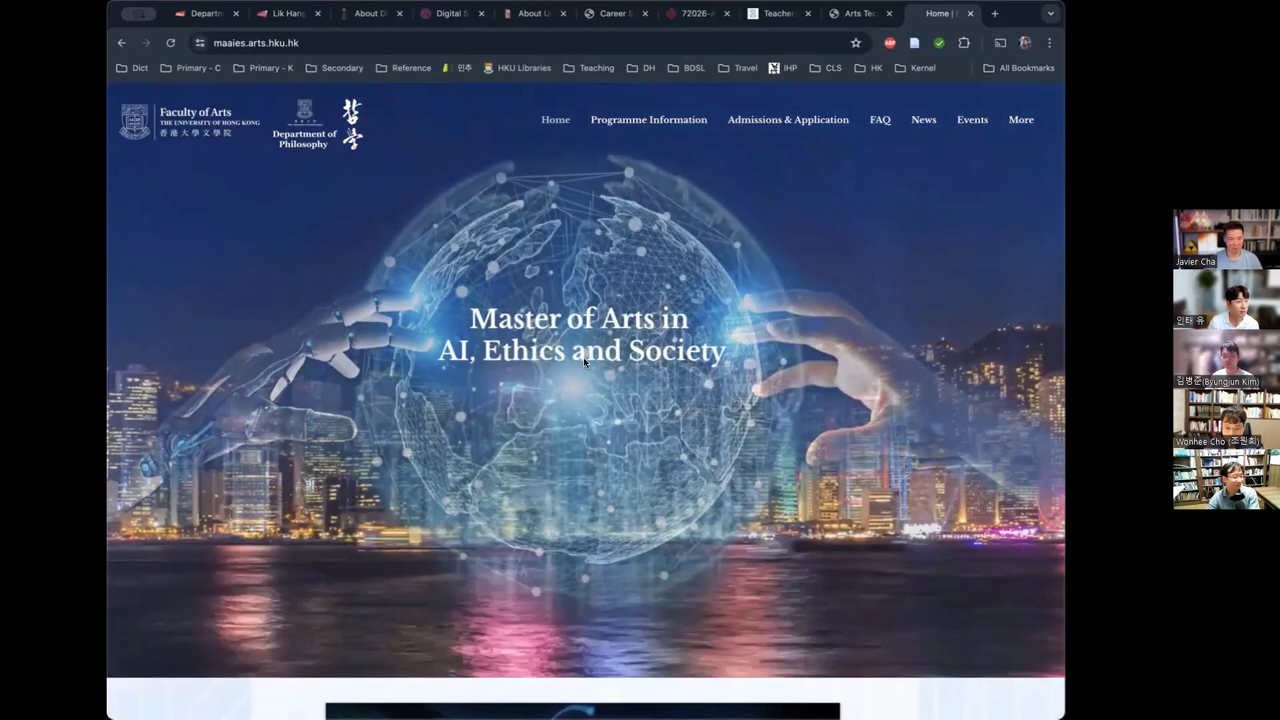 Departm
Lik Hang
About D
Digital S
About U
Career S
72026-
Teacher
Arts Tec
Home |
maaies.arts.hku.hk
ABP
Dict
Primary - C
Primary - K
Secondary
Reference
민추
HKU Libraries
Teaching
DH
BDSL
Travel
IHP
CLS
HK
Kernel
All Bookmarks
Faculty of Arts
THE UNIVERSITY OF HONG KONG
香港大學文學院
Department of
Philosophy
哲學
Home
Programme Information
Admissions & Application
FAQ
News
Events
More
Master of Arts in
AI, Ethics and Society
Javier Cha
인태 유
김병준(Byungjun Kim)
Wonhee Cho (조원희)